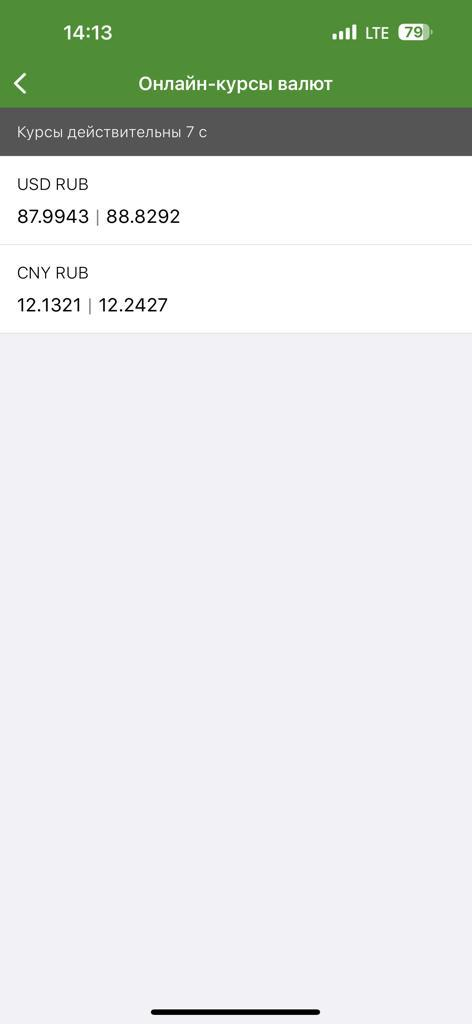 14:13
LTE
79
Онлайн-курсы валют
Курсы действительны 7 с
USD RUB
87.9943 | 88.8292
CNY RUB
12.1321 | 12.2427